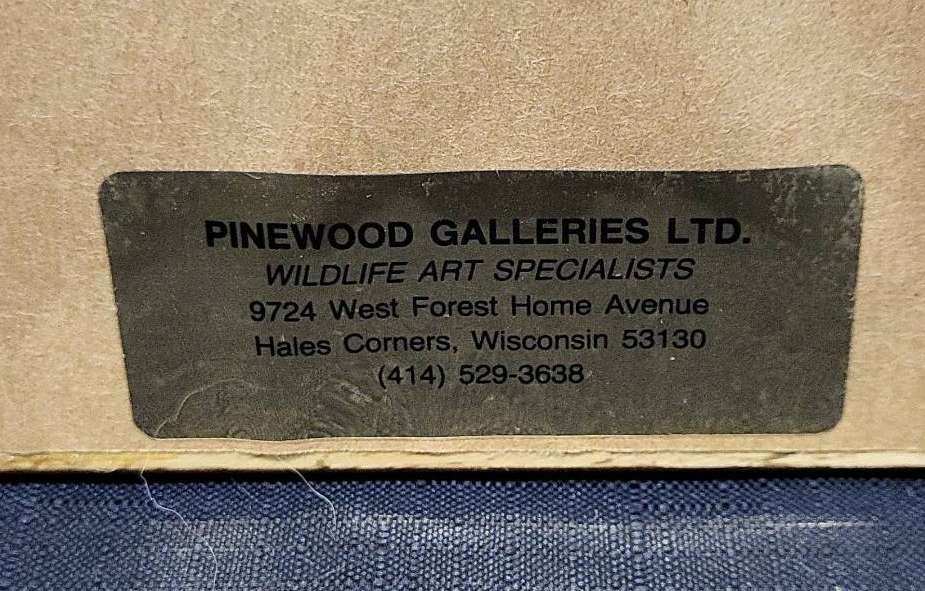 PINEWOOD GALLERIES LTD.
WILDLIFE ART SPECIALISTS
9724 West Forest Home Avenue
Hales Corners, Wisconsin 53130
(414) 529-3638